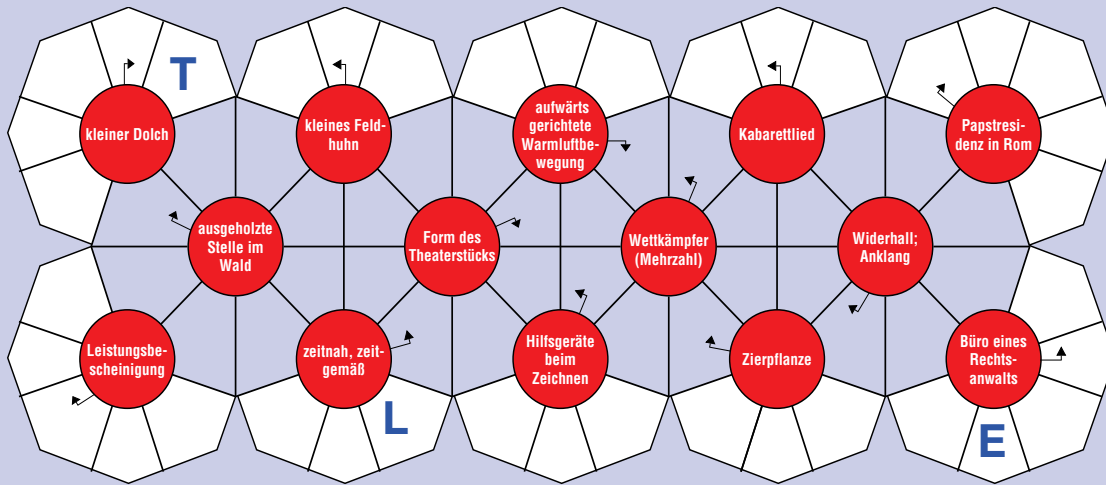 T
kleiner Dolch
kleines Feld-
huhn
aufwärts
gerichtete
Warmluftbe-
wegung
Kabarettlied
Papstresi-
denz in Rom
ausgeholzte
Stelle im
Wald
Form des
Theaterstücks
Wettkämpfer
(Mehrzahl)
Widerhall;
Anklang
Leistungsbe-
scheinigung
zeitnah, zeit-
gemäß
Hilfsgeräte
beim
Zeichnen
Zierpflanze
Büro eines
Rechts-
anwalts
L
E